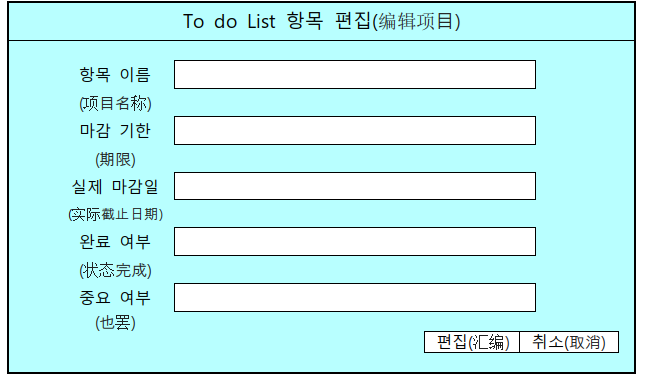 To do List 항목 편집(编辑项目)
항목 이름
(项目名称)
마감 기한
(期限)
실제 마감일
(实际截止日期)
완료 여부
(状态完成)
중요 여부
(也罢)
편집(汇编) 취소(取消)